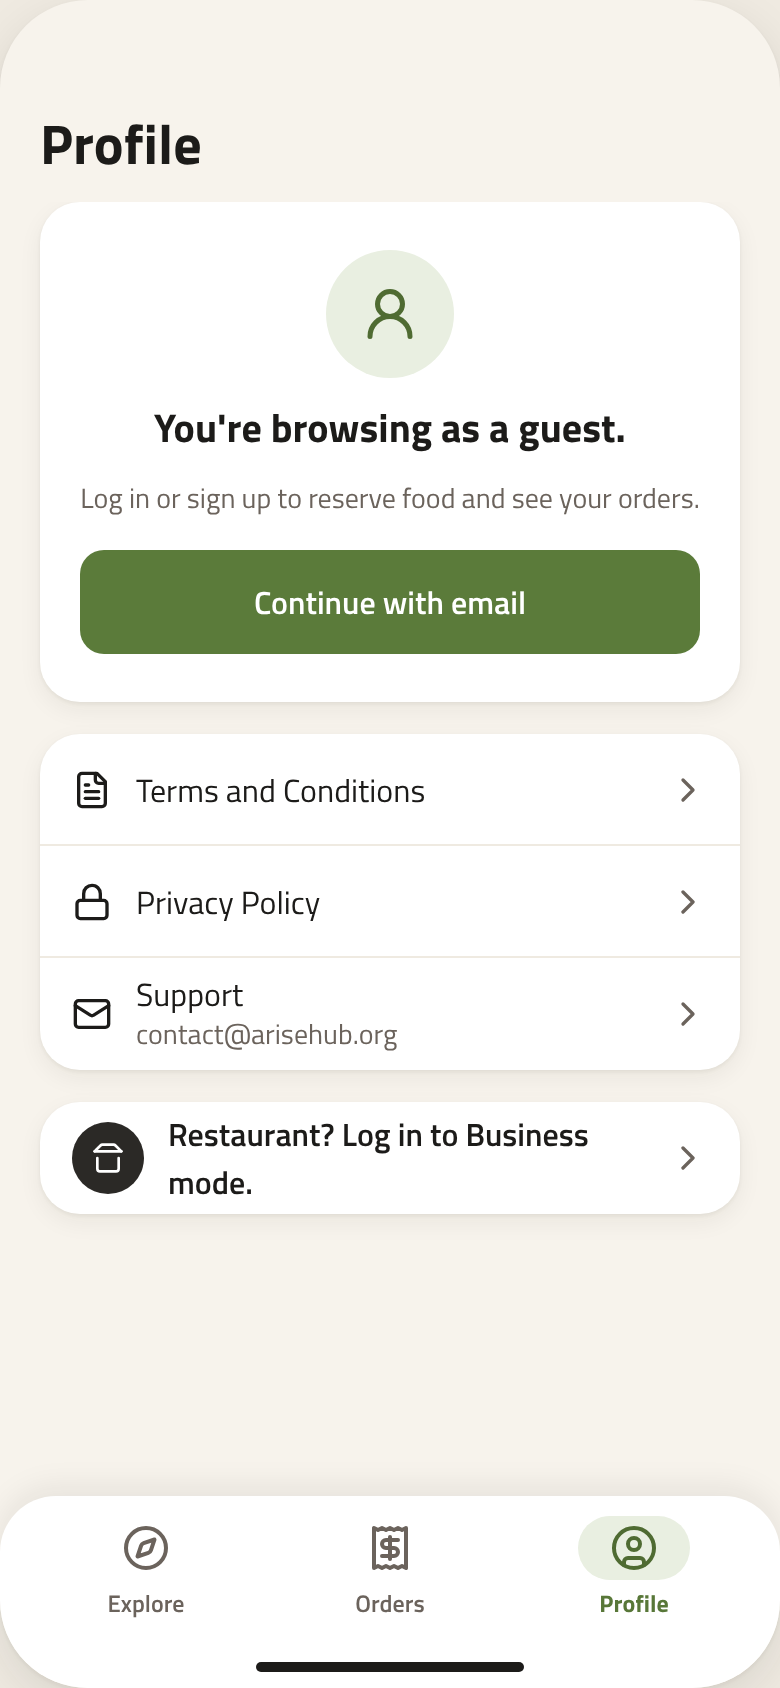 Profile
You're browsing as a guest.
Log in or sign up to reserve food and see your orders.
Continue with email
Terms and Conditions
Privacy Policy
Support
contact@arisehub.org
Restaurant? Log in to Business
mode.
Explore
Orders
Profile